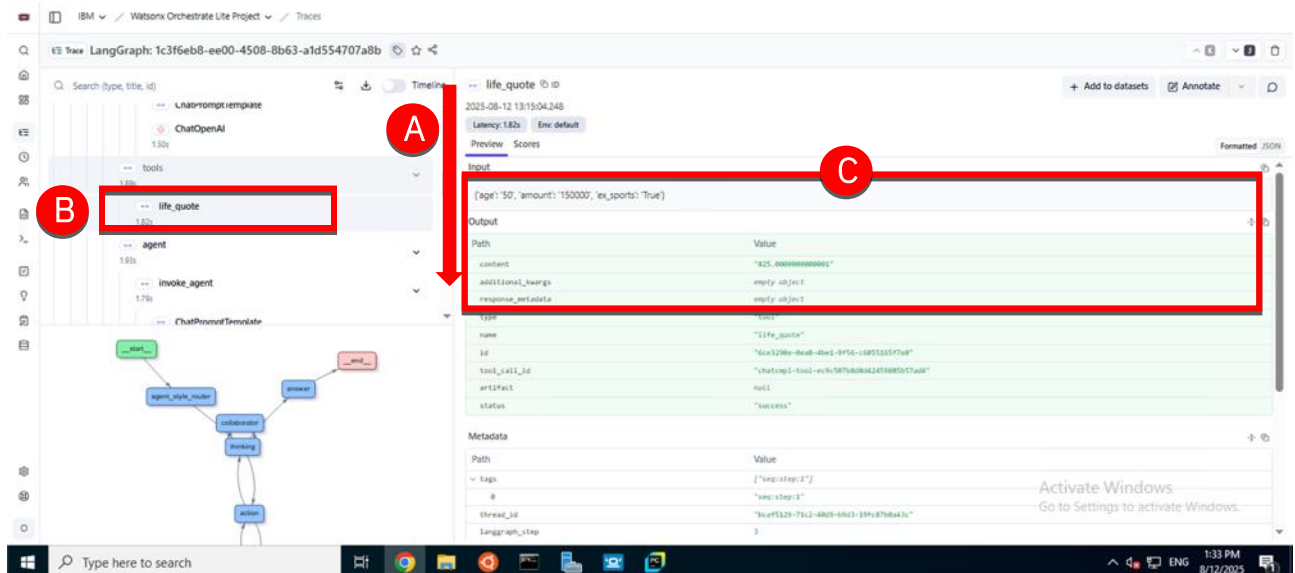 IBM / Watsonx Orchestrate Lite Project / Traces
Trace LangGraph: 1c3f6eb8-ee00-4508-8b63-a1d554707a8b
Search (type, title, id)
Timeline
ChatPromptTemplate
ChatOpenAI
1.50s
tools
life_quote
1.82s
agent
1.93s
invoke_agent
1.79s
ChatPromptTemplate
__start__
__end__
agent_style_router
answer
collaborator
thinking
action
A
B
C
life_quote ID
+ Add to datasets
Annotate
2025-08-12 13:15:04.248
Latency: 1.82s Env: default
Preview Scores
Formatted JSON
Input
{'age': '50', 'amount': '150000', 'ex_sports': 'True'}
Output
Path Value
content "825.0000000000001"
additional_kwargs empty object
response_metadata empty object
type "tool"
name "life_quote"
id
tool_call_id
artifact null
status "success"
Metadata
Path Value
tags ["seq:step:1"]
0 "seq:step:1"
thread_id
langgraph_step 3
Activate Windows
Go to Settings to activate Windows.
Type here to search
ENG
1:33 PM
8/12/2025